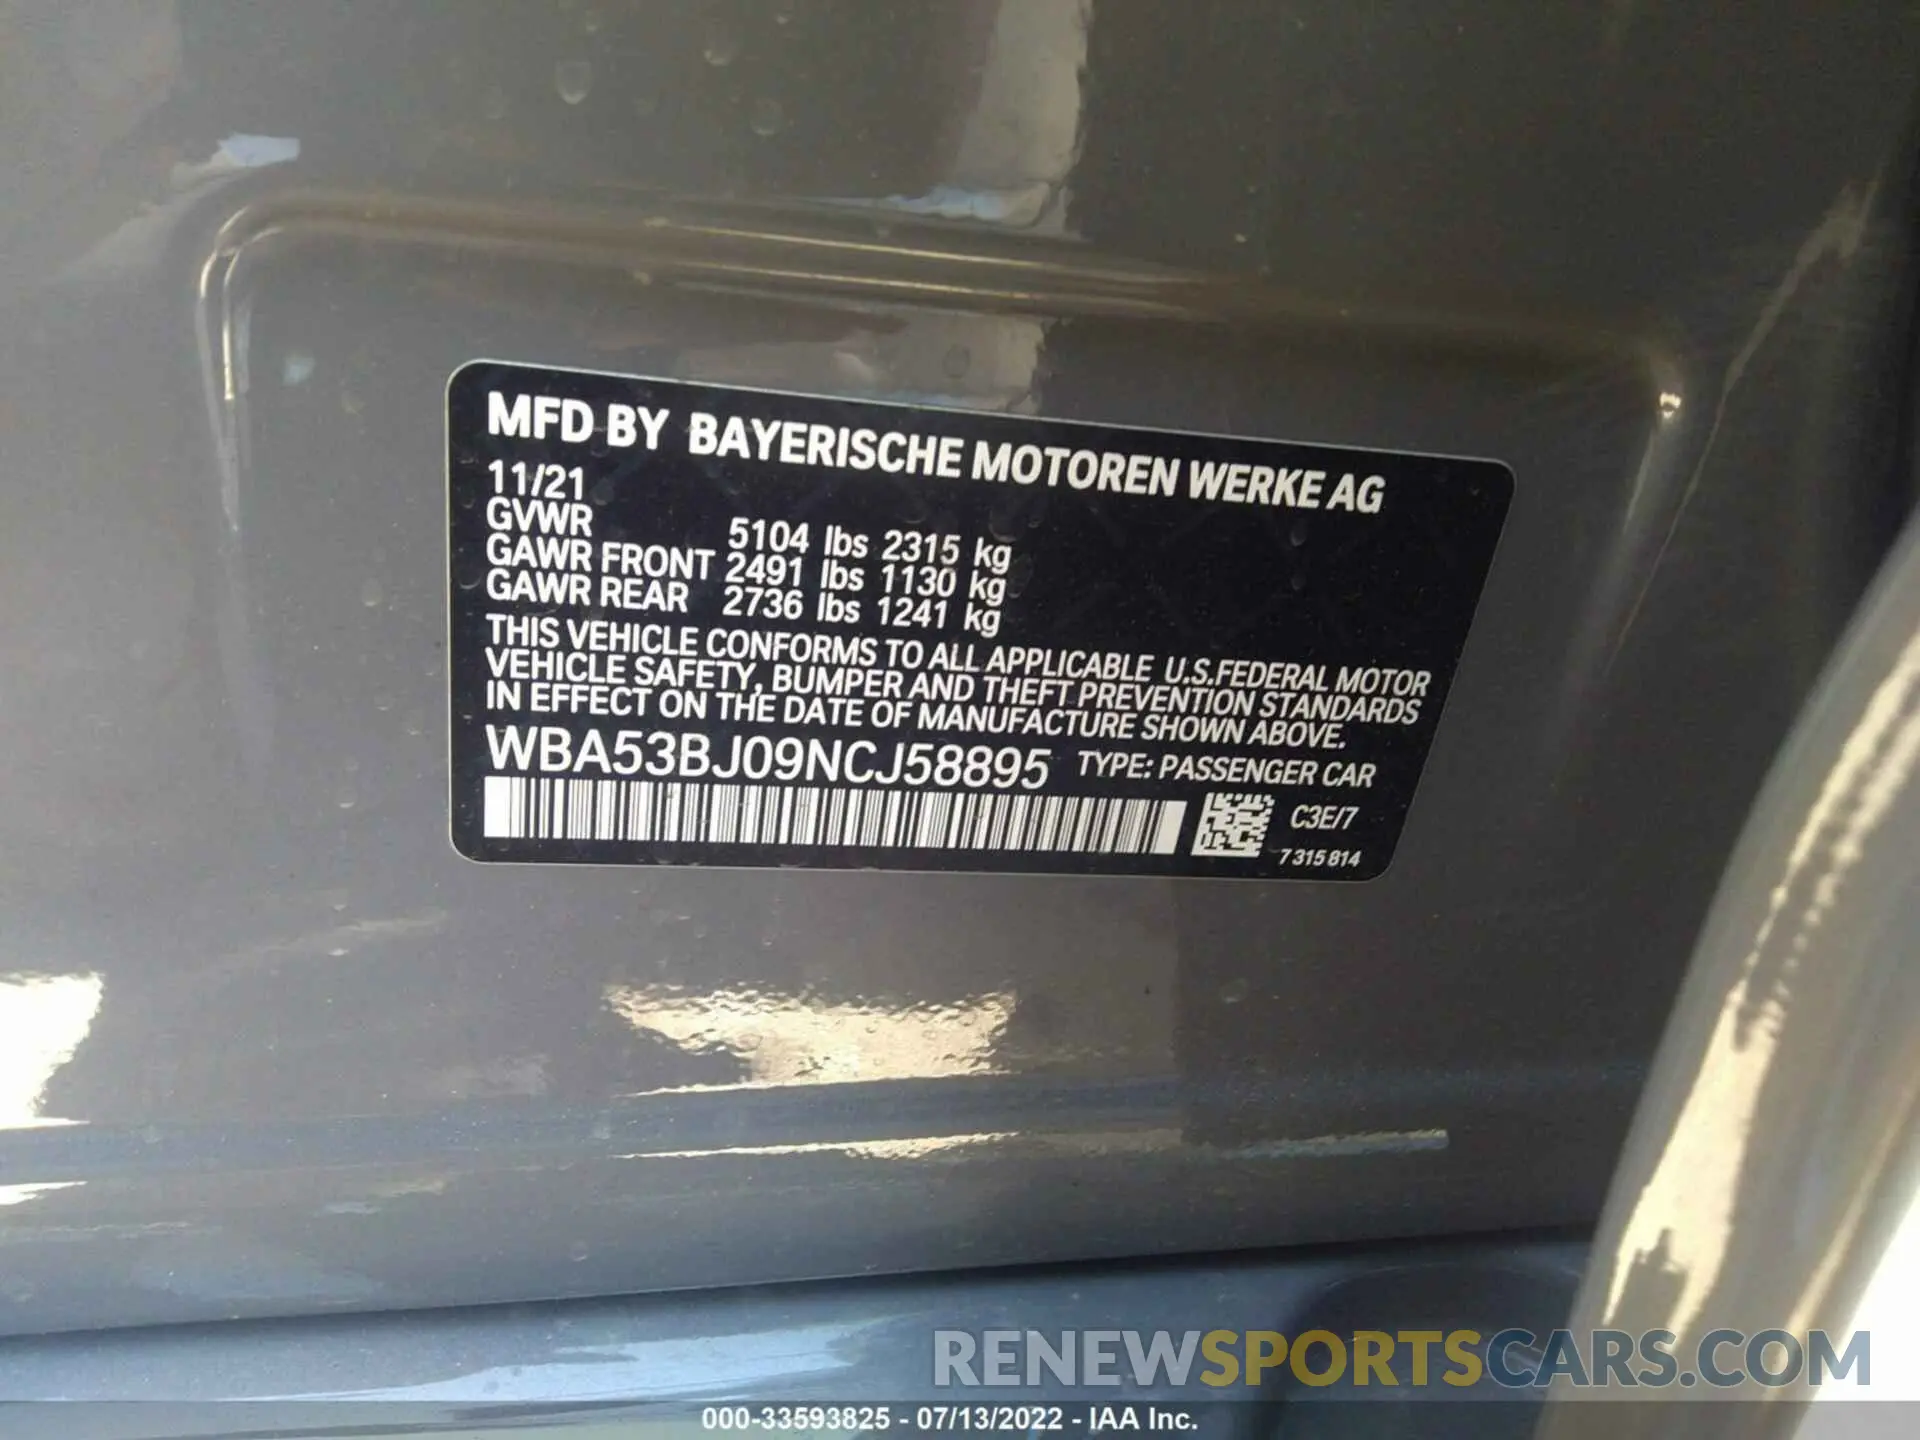 MFD BY BAYERISCHE MOTOREN WERKE AG
11/21
GVWR 5104 lbs 2315 kg
GAWR FRONT 2491 lbs 1130 kg
GAWR REAR 2736 lbs 1241 kg
THIS VEHICLE CONFORMS TO ALL APPLICABLE U.S.FEDERAL MOTOR
VEHICLE SAFETY, BUMPER AND THEFT PREVENTION STANDARDS
IN EFFECT ON THE DATE OF MANUFACTURE SHOWN ABOVE.
WBA53BJ09NCJ58895 TYPE: PASSENGER CAR
C3E/7
7 315 814
RENEWSPORTSCARS.COM
000-33593825 - 07/13/2022 - IAA Inc.